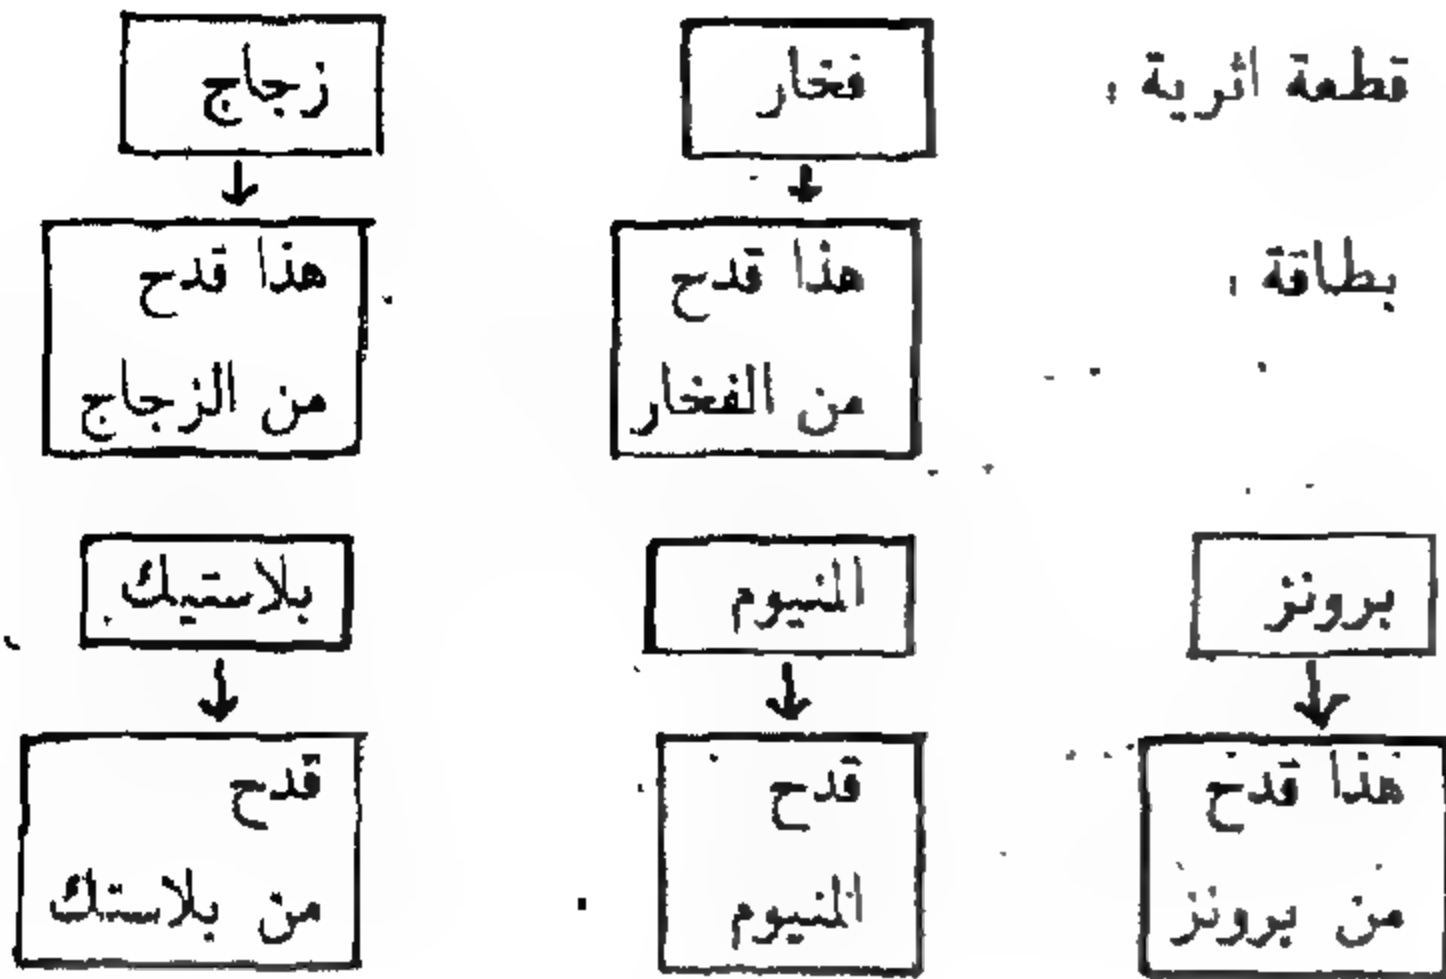 قطعة اثرية :
فخار
زجاج
بطاقة :
هذا قدح
من الفخار
هذا قدح
من الزجاج
برونز
المنيوم
بلاستيك
هذا قدح
من برونز
قدح
المنيوم
قدح
من بلاستك